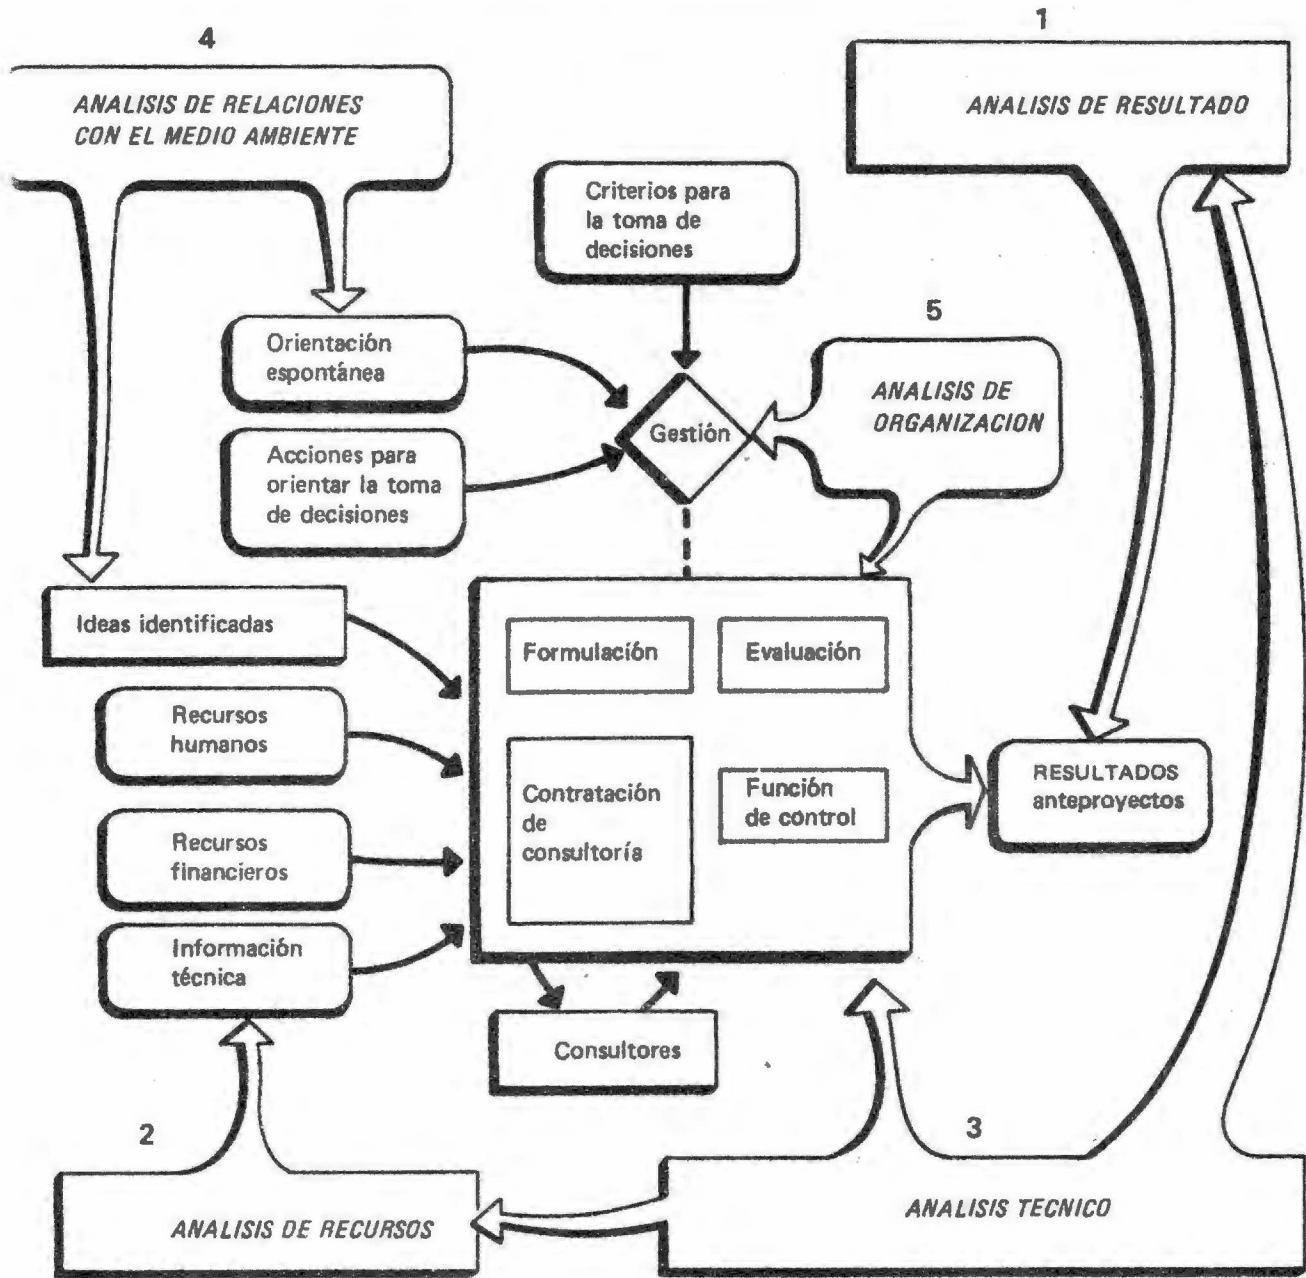 4
1
ANALISIS DE RELACIONES
CON EL MEDIO AMBIENTE
ANALISIS DE RESULTADO
Criterios para
la toma de
decisiones
5
Orientación
espontánea
ANALISIS DE
ORGANIZACION
Gestión
Acciones para
orientar la toma
de decisiones
Ideas identificadas
Formulación
Evaluación
Recursos
humanos
Contratación
de
consultoría
Función
de control
RESULTADOS
anteproyectos
Recursos
financieros
Información
técnica
Consultores
2
3
ANALISIS DE RECURSOS
ANALISIS TECNICO